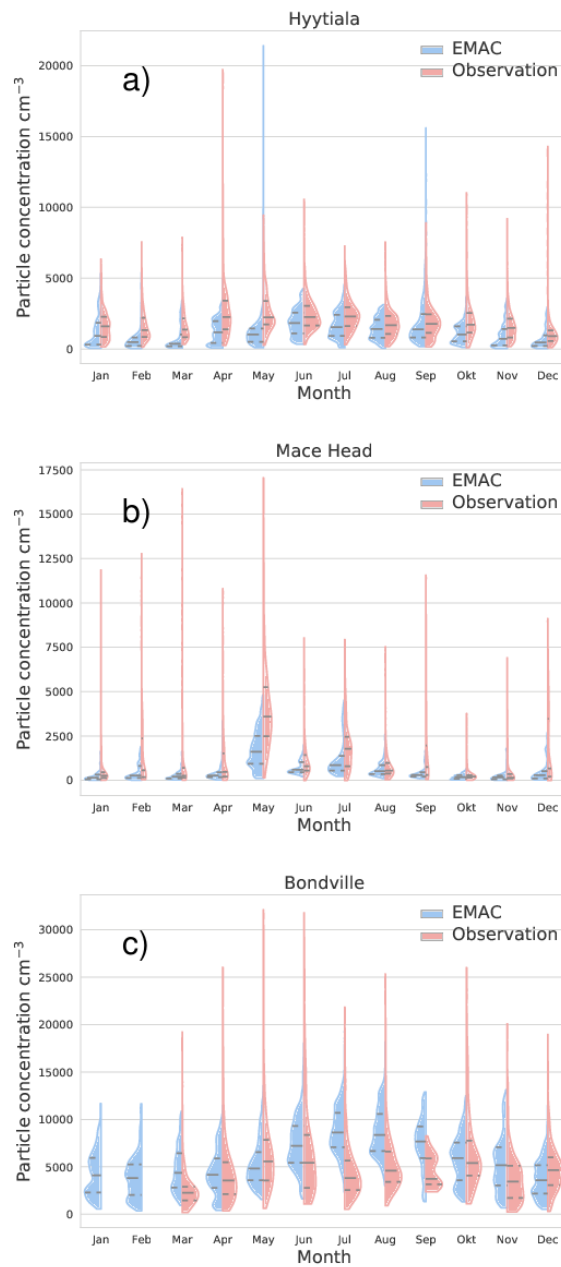 Hyytiala
a)
EMAC
Observation
Particle concentration cm⁻³
20000
15000
10000
5000
0
Jan Feb Mar Apr May Jun Jul Aug Sep Okt Nov Dec
Month
Mace Head
b)
EMAC
Observation
Particle concentration cm⁻³
17500
15000
12500
10000
7500
5000
2500
0
Jan Feb Mar Apr May Jun Jul Aug Sep Okt Nov Dec
Month
Bondville
c)
EMAC
Observation
Particle concentration cm⁻³
30000
25000
20000
15000
10000
5000
0
Jan Feb Mar Apr May Jun Jul Aug Sep Okt Nov Dec
Month